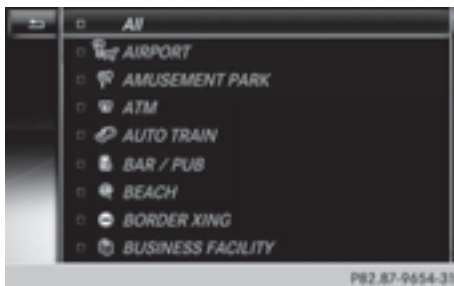 All
AIRPORT
AMUSEMENT PARK
ATM
AUTO TRAIN
BAR / PUB
BEACH
BORDER XING
BUSINESS FACILITY
P82.87-9654-31